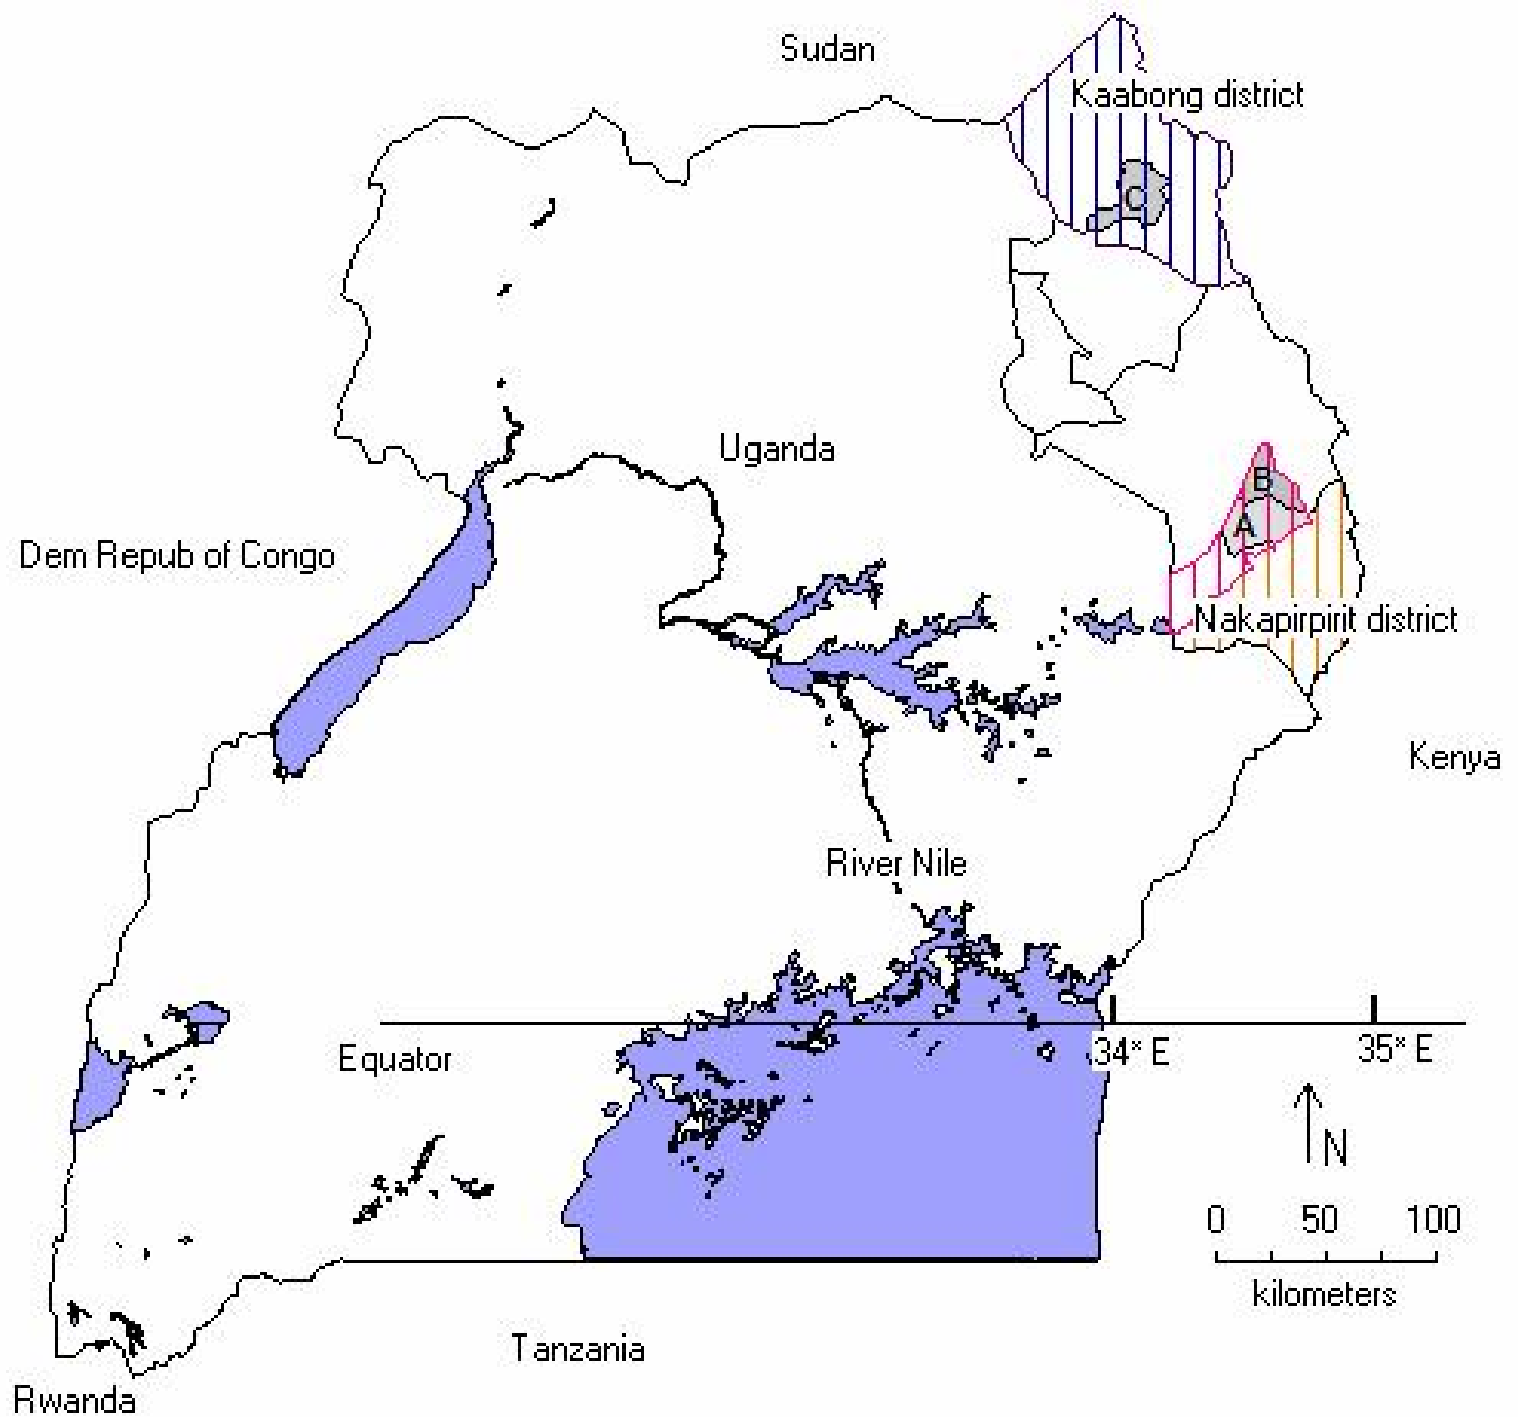 Sudan
Kaabong district
C
Uganda
B
A
Dem Repub of Congo
Nakapirpirit district
Kenya
River Nile
Equator
34* E
35* E
N
0 50 100
kilometers
Tanzania
Rwanda